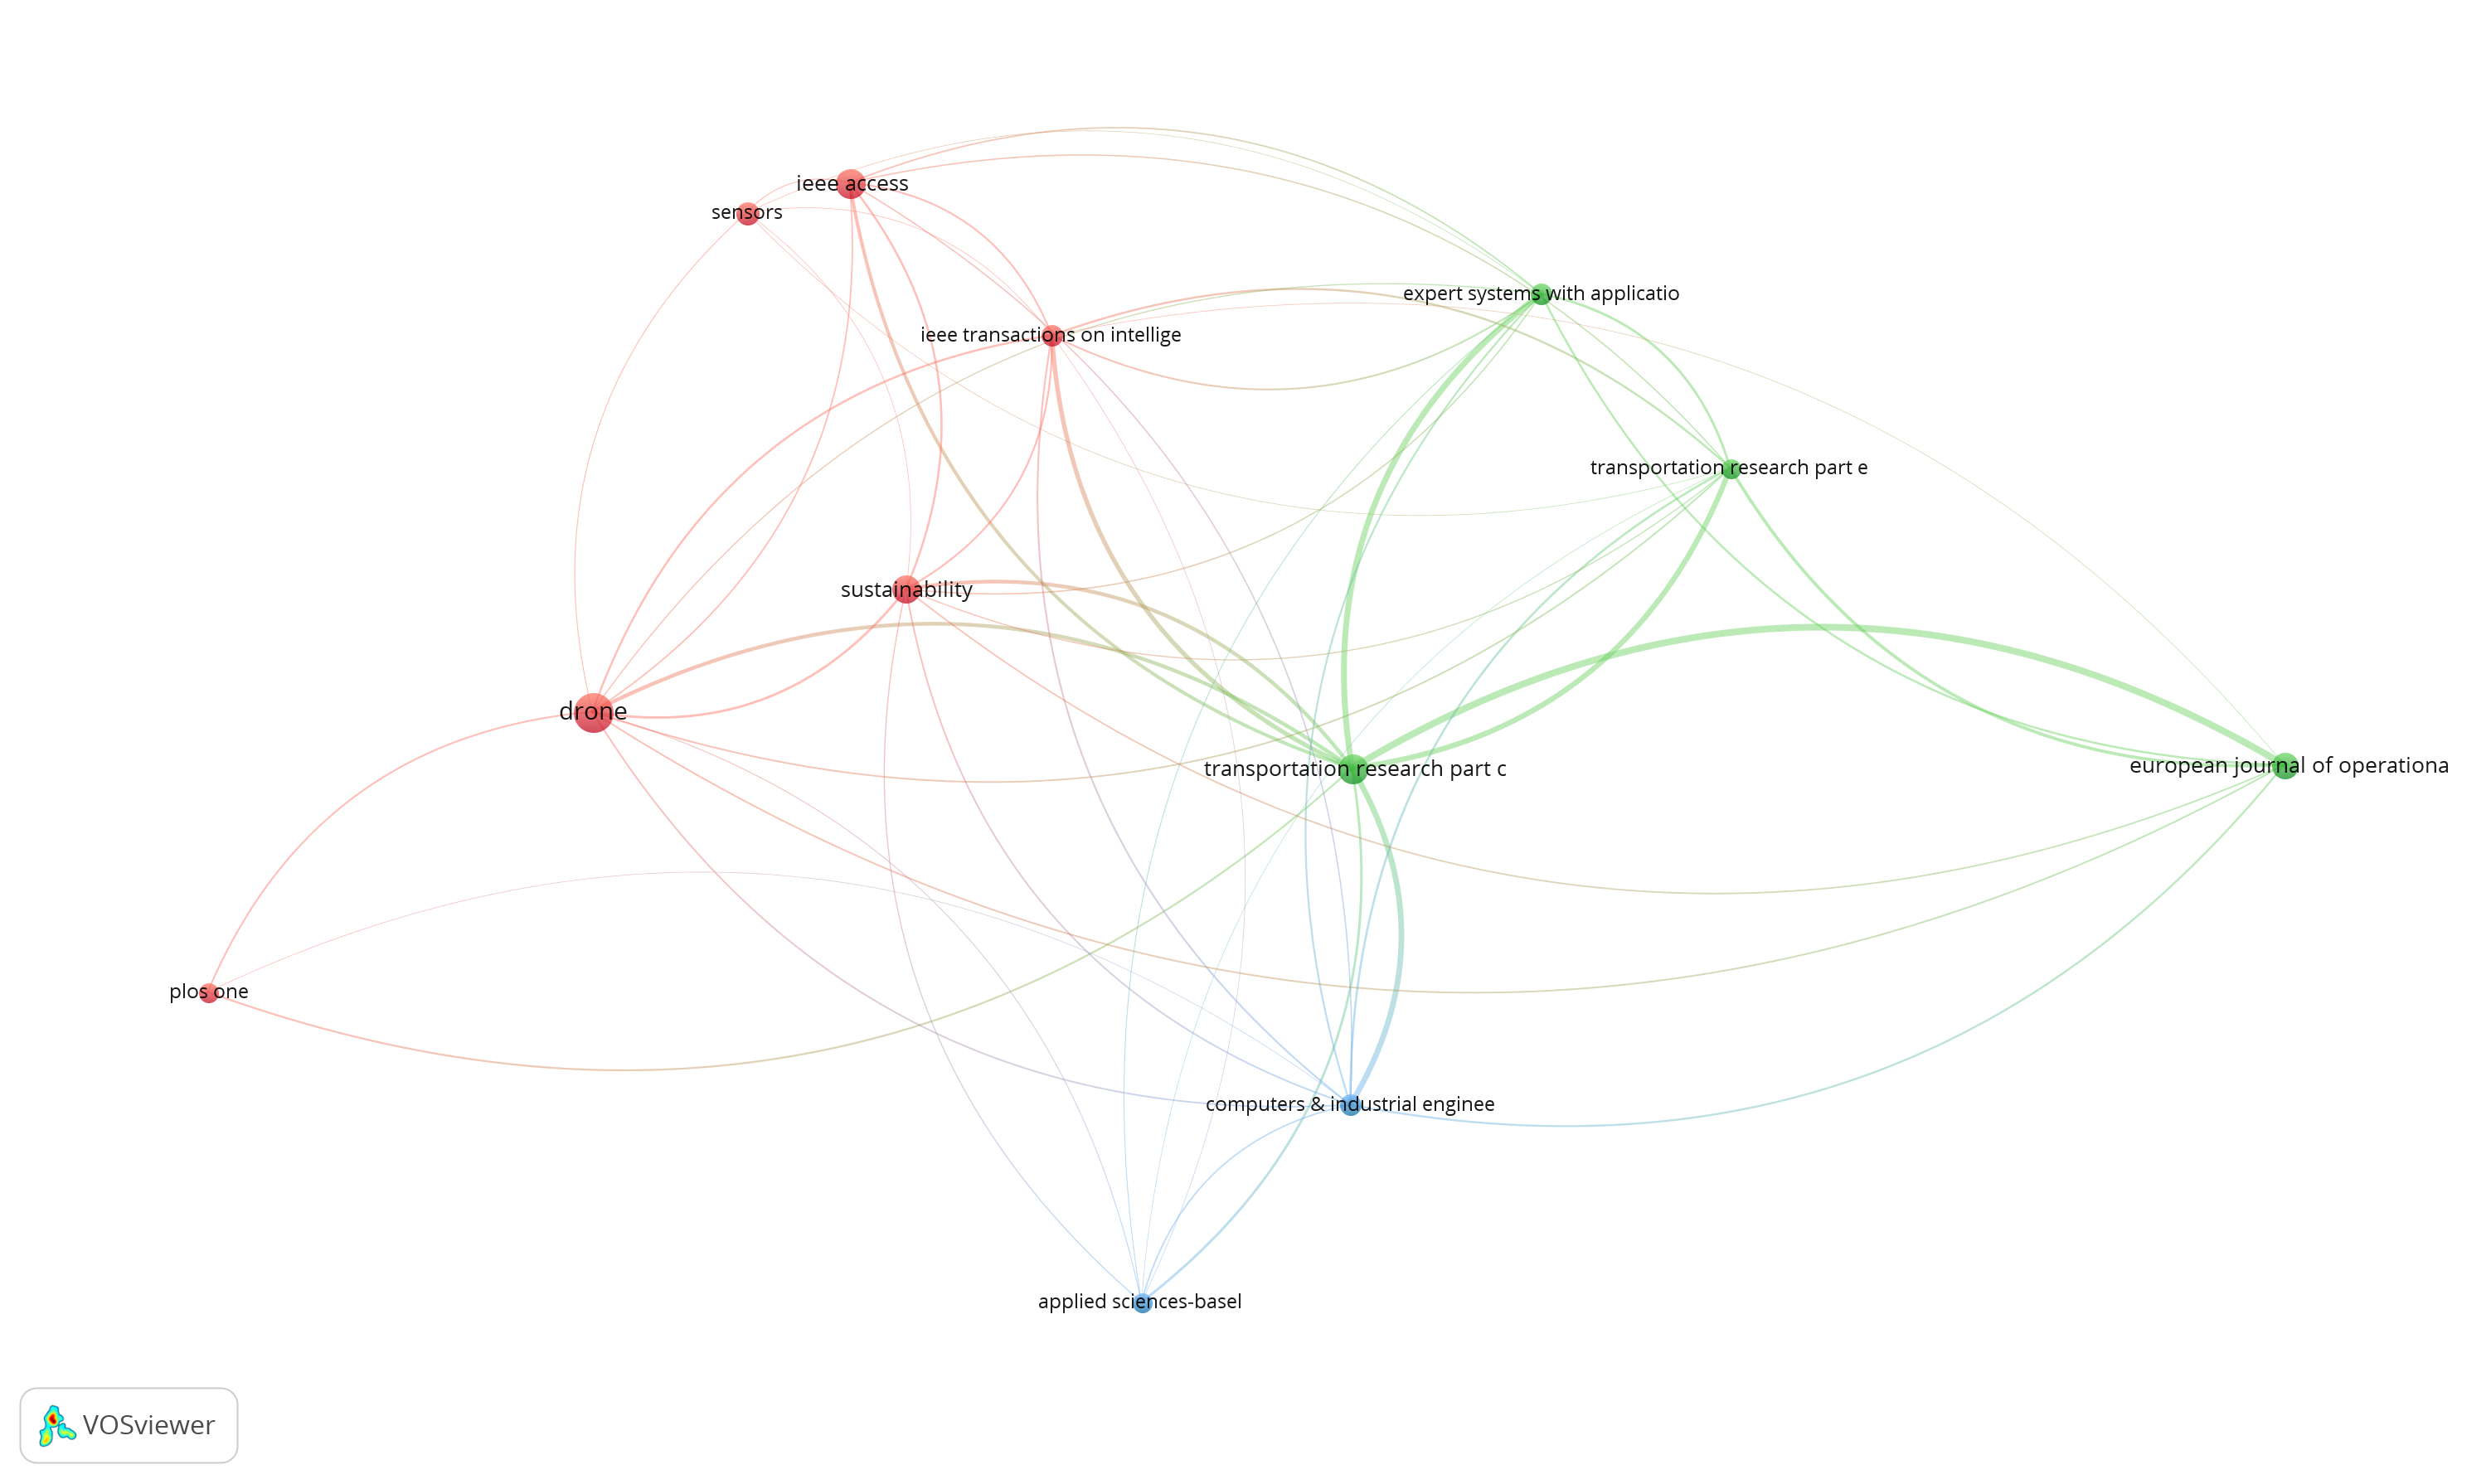 ieee access
sensors
expert systems with applicatio
ieee transactions on intellige
transportation research part e
sustainability
drone
transportation research part c
european journal of operationa
plos one
computers & industrial enginee
applied sciences-basel
VOSviewer